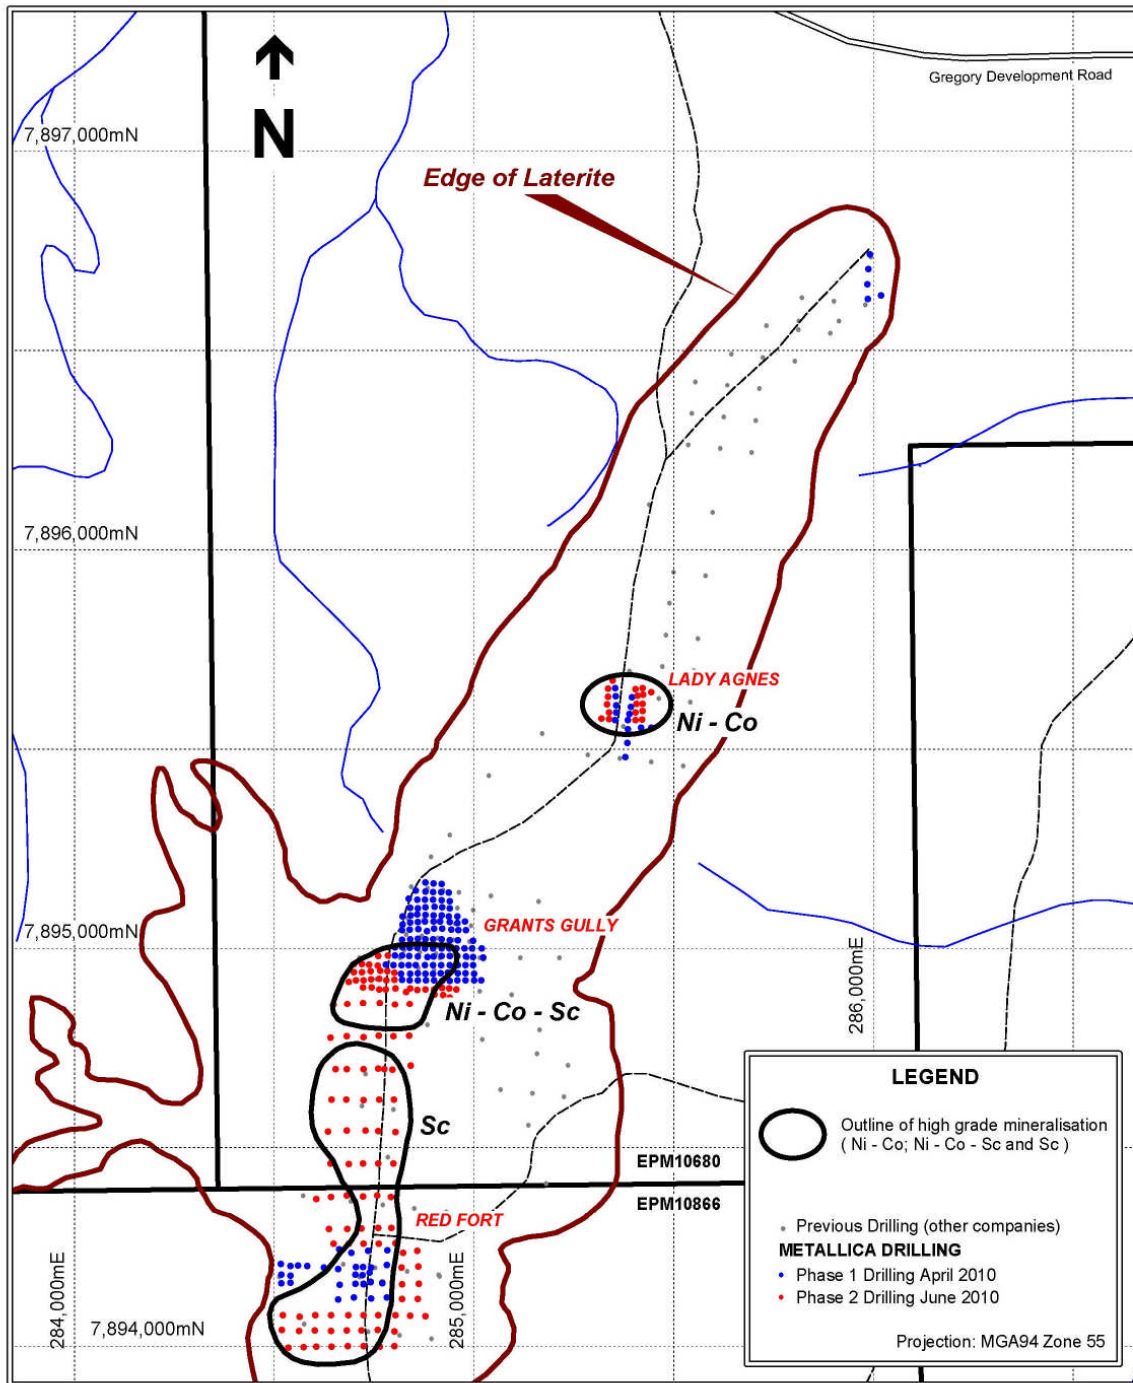 Gregory Development Road
7,897,000mN
N
Edge of Laterite
7,896,000mN
LADY AGNES
Ni - Co
GRANTS GULLY
7,895,000mN
286,000mE
Ni - Co - Sc
Sc
EPM10680
EPM10866
RED FORT
284,000mE
7,894,000mN
285,000mE
LEGEND
Outline of high grade mineralisation
( Ni - Co; Ni - Co - Sc and Sc )
Previous Drilling (other companies)
METALLICA DRILLING
Phase 1 Drilling April 2010
Phase 2 Drilling June 2010
Projection: MGA94 Zone 55